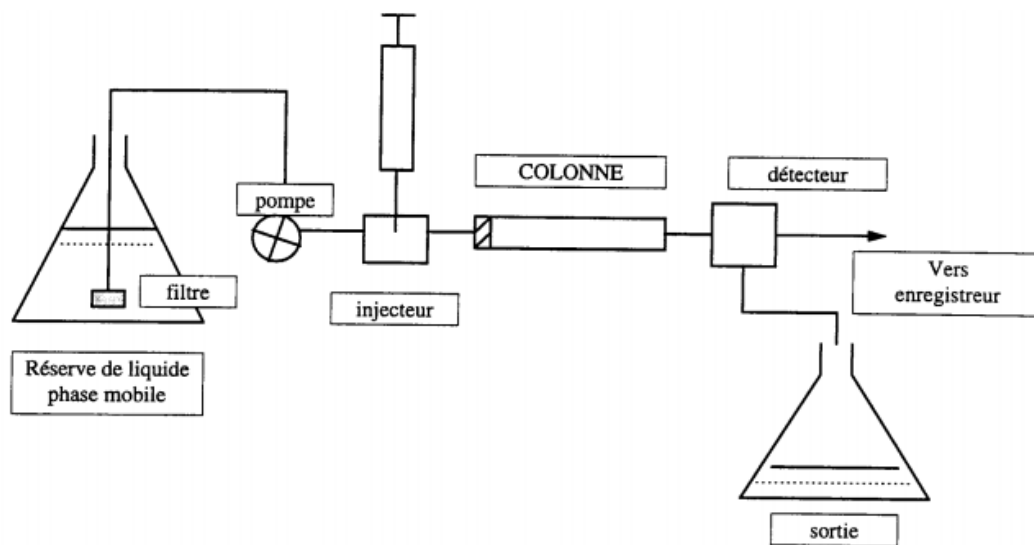 COLONNE
détecteur
pompe
filtre
injecteur
Vers
enregistreur
Réserve de liquide
phase mobile
sortie